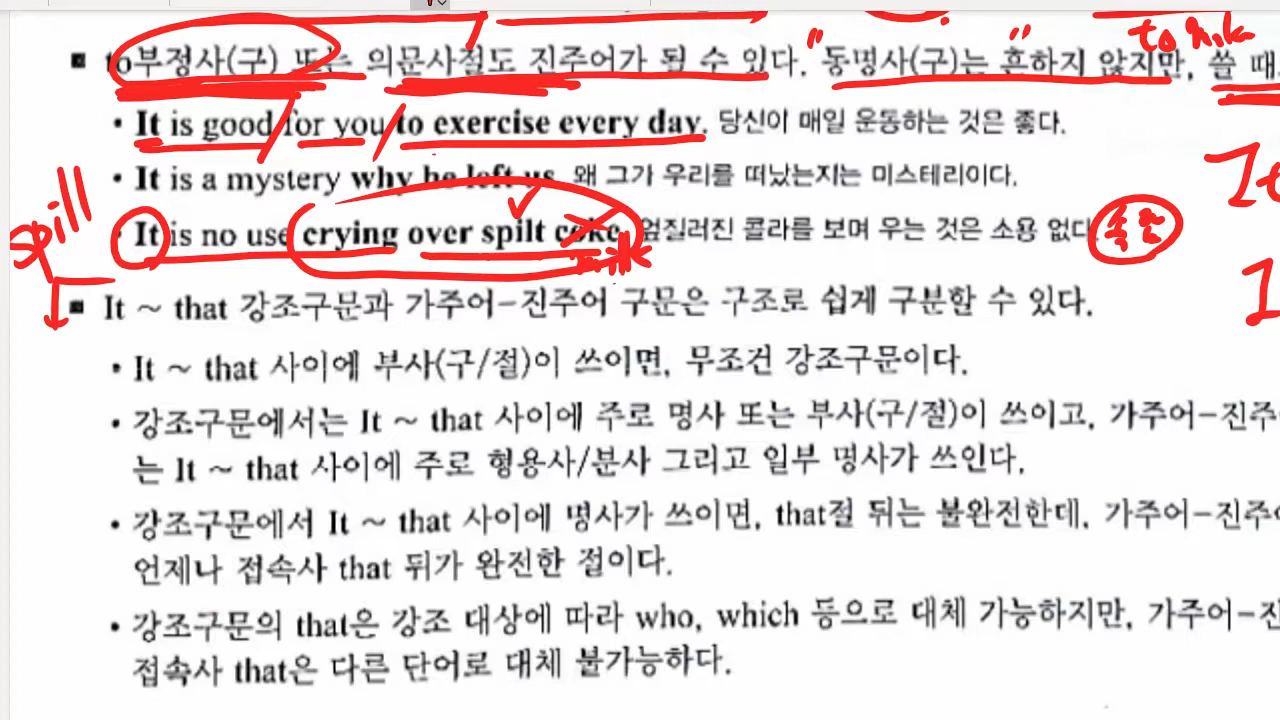 to milk
■ to부정사(구) 또는 의문사절도 진주어가 될 수 있다. 동명사(구)는 흔하지 않지만, 쓸 때
• It is good for you to exercise every day. 당신이 매일 운동하는 것은 좋다.
It
• It is a mystery why he left us. 왜 그가 우리를 떠났는지는 미스테리이다.
spill
• It is no use crying over spilt coke. 엎질러진 콜라를 보며 우는 것은 소용 없다. 속담
milk
■ It ~ that 강조구문과 가주어-진주어 구문은 구조로 쉽게 구분할 수 있다.
• It ~ that 사이에 부사(구/절)이 쓰이면, 무조건 강조구문이다.
• 강조구문에서는 It ~ that 사이에 주로 명사 또는 부사(구/절)이 쓰이고, 가주어-진주
는 It ~ that 사이에 주로 형용사/분사 그리고 일부 명사가 쓰인다.
• 강조구문에서 It ~ that 사이에 명사가 쓰이면, that절 뒤는 불완전한데, 가주어-진주
언제나 접속사 that 뒤가 완전한 절이다.
• 강조구문의 that은 강조 대상에 따라 who, which 등으로 대체 가능하지만, 가주어-진
접속사 that은 다른 단어로 대체 불가능하다.